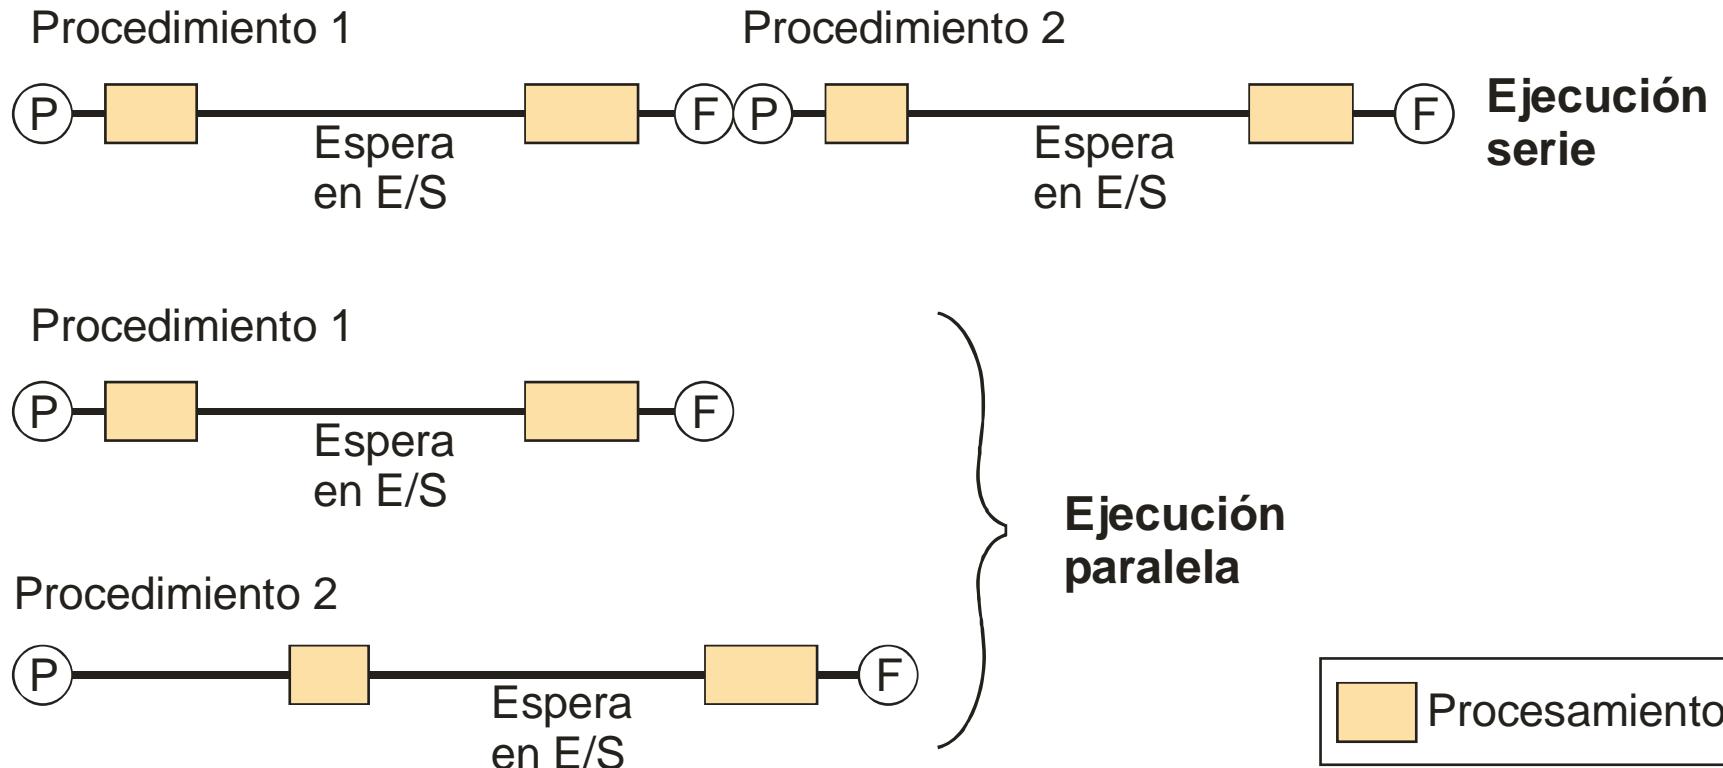 Procedimiento 1
Procedimiento 2
P
F
P
F
Espera
en E/S
Espera
en E/S
Ejecución
serie
Procedimiento 1
P
F
Espera
en E/S
Ejecución
paralela
Procedimiento 2
P
F
Espera
en E/S
Procesamiento